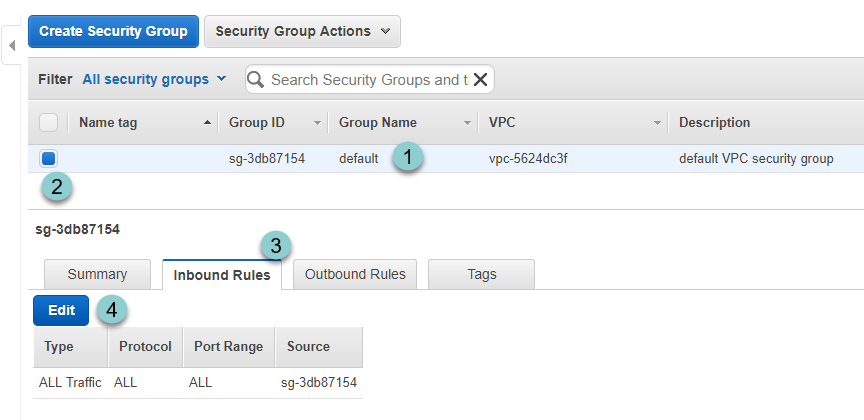 Create Security Group Security Group Actions
Filter All security groups Search Security Groups and t
Name tag Group ID Group Name VPC Description
sg-3db87154 default 1 vpc-5624dc3f default VPC security group
2
sg-3db87154
3
Summary Inbound Rules Outbound Rules Tags
Edit 4
Type Protocol Port Range Source
ALL Traffic ALL ALL sg-3db87154